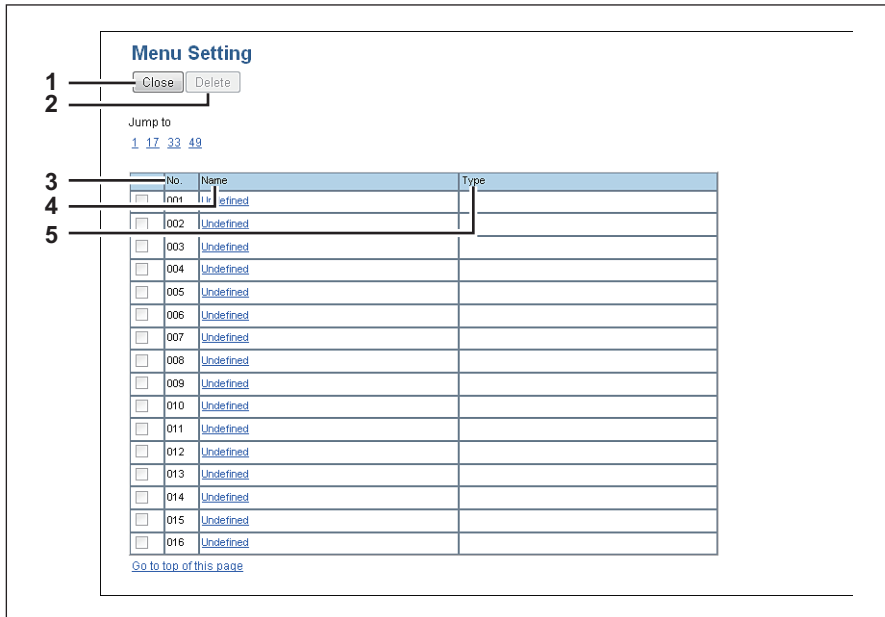 Menu Setting
1
Close Delete
2
Jump to
1 17 33 49
3
No. Name Type
4
001 Undefined
5
002 Undefined
003 Undefined
004 Undefined
005 Undefined
006 Undefined
007 Undefined
008 Undefined
009 Undefined
010 Undefined
011 Undefined
012 Undefined
013 Undefined
014 Undefined
015 Undefined
016 Undefined
Go to top of this page